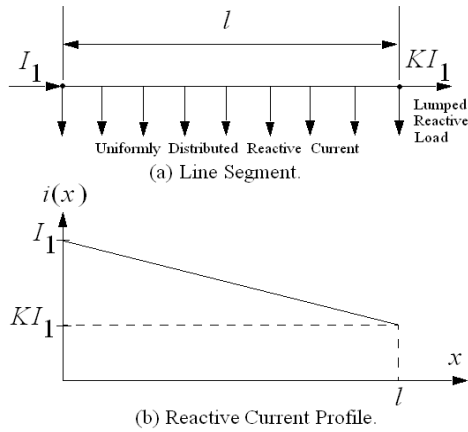 l
I1
KI1
Lumped
Reactive
Load
Uniformly Distributed Reactive Current
(a) Line Segment.
i(x)
I1
KI1
x
l
(b) Reactive Current Profile.